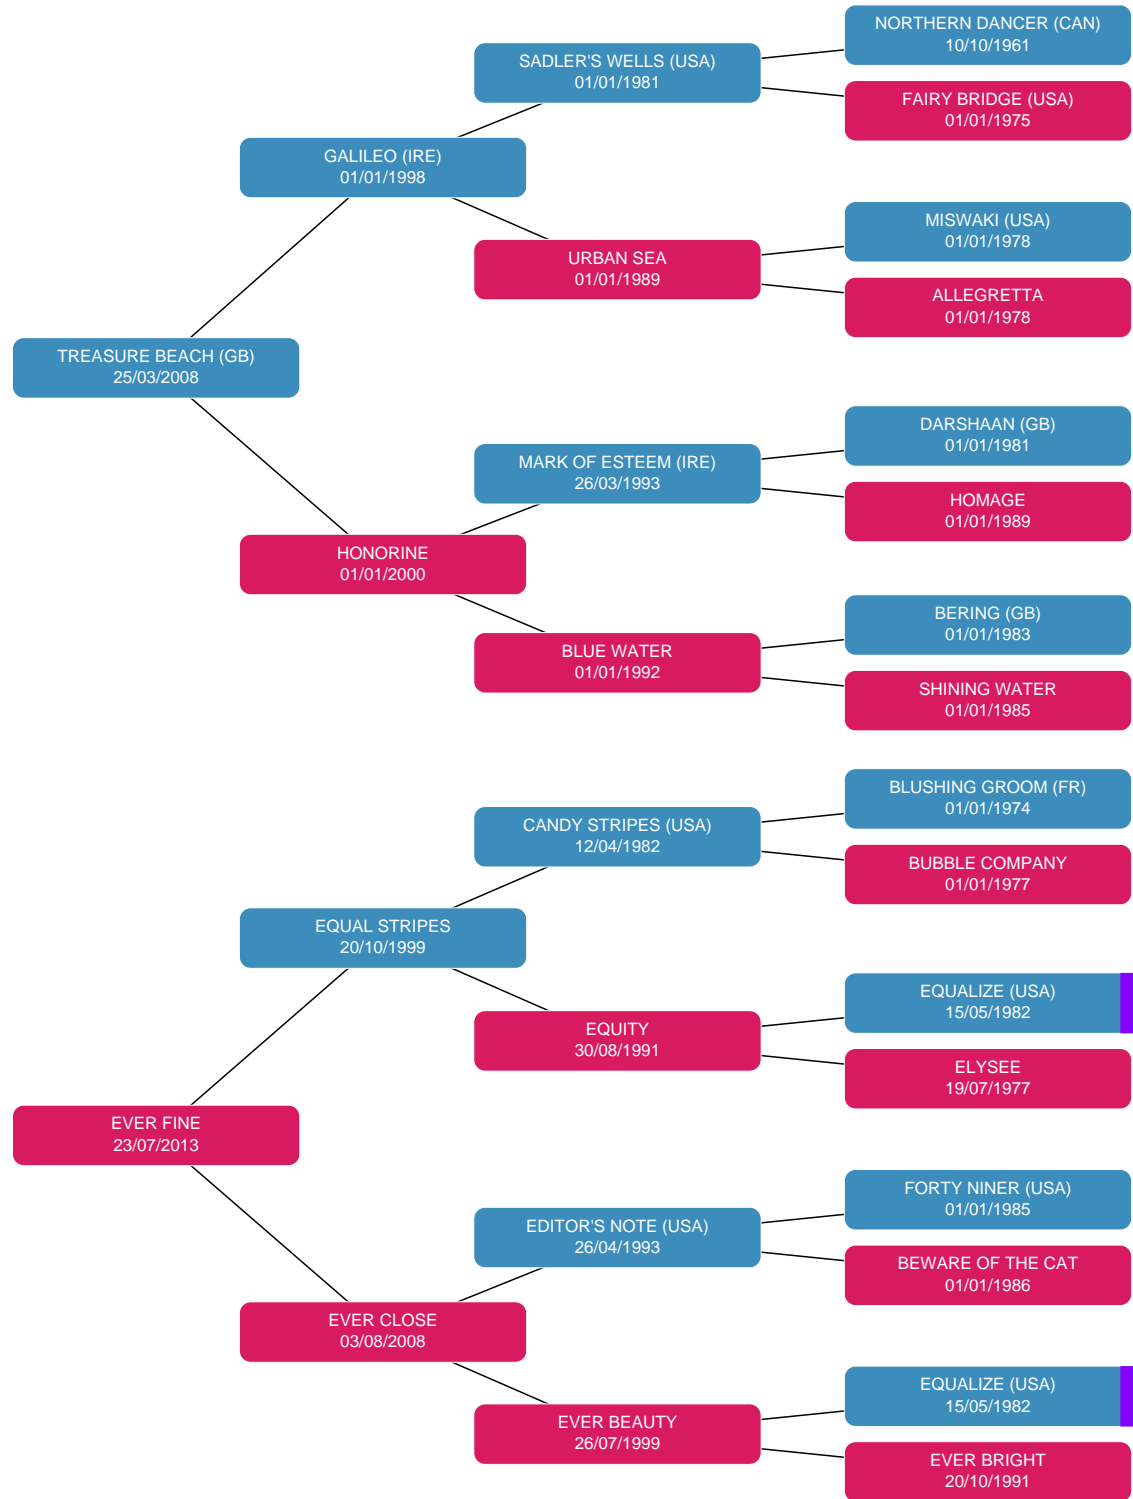 NORTHERN DANCER (CAN)
10/10/1961
SADLER'S WELLS (USA)
01/01/1981
FAIRY BRIDGE (USA)
01/01/1975
GALILEO (IRE)
01/01/1998
MISWAKI (USA)
01/01/1978
URBAN SEA
01/01/1989
ALLEGRETTA
01/01/1978
TREASURE BEACH (GB)
25/03/2008
DARSHAAN (GB)
01/01/1981
MARK OF ESTEEM (IRE)
26/03/1993
HOMAGE
01/01/1989
HONORINE
01/01/2000
BERING (GB)
01/01/1983
BLUE WATER
01/01/1992
SHINING WATER
01/01/1985
BLUSHING GROOM (FR)
01/01/1974
CANDY STRIPES (USA)
12/04/1982
BUBBLE COMPANY
01/01/1977
EQUAL STRIPES
20/10/1999
EQUALIZE (USA)
15/05/1982
EQUITY
30/08/1991
ELYSEE
19/07/1977
EVER FINE
23/07/2013
FORTY NINER (USA)
01/01/1985
EDITOR'S NOTE (USA)
26/04/1993
BEWARE OF THE CAT
01/01/1986
EVER CLOSE
03/08/2008
EQUALIZE (USA)
15/05/1982
EVER BEAUTY
26/07/1999
EVER BRIGHT
20/10/1991